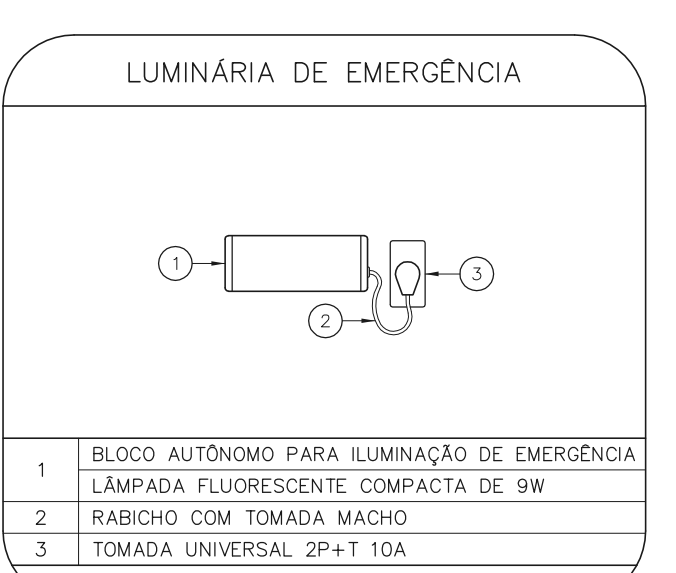 LUMINÁRIA DE EMERGÊNCIA
1
3
2
1
BLOCO AUTÔNOMO PARA ILUMINAÇÃO DE EMERGÊNCIA
LÂMPADA FLUORESCENTE COMPACTA DE 9W
2 RABICHO COM TOMADA MACHO
3 TOMADA UNIVERSAL 2P+T 10A